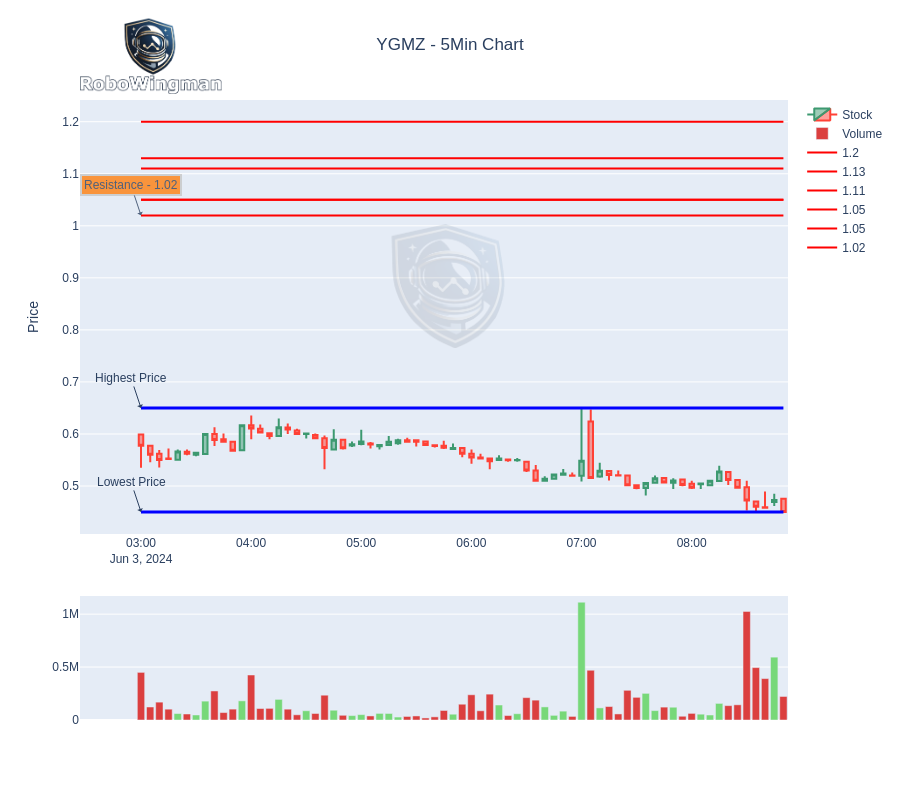 RoboWingman
YGMZ - 5Min Chart
Stock
Volume
1.2
1.13
1.11
1.05
1.05
1.02
Price
1.2
1.1
1
0.9
0.8
0.7
0.6
0.5
Resistance - 1.02
Highest Price
Lowest Price
03:00
04:00
05:00
06:00
07:00
08:00
Jun 3, 2024
1M
0.5M
0